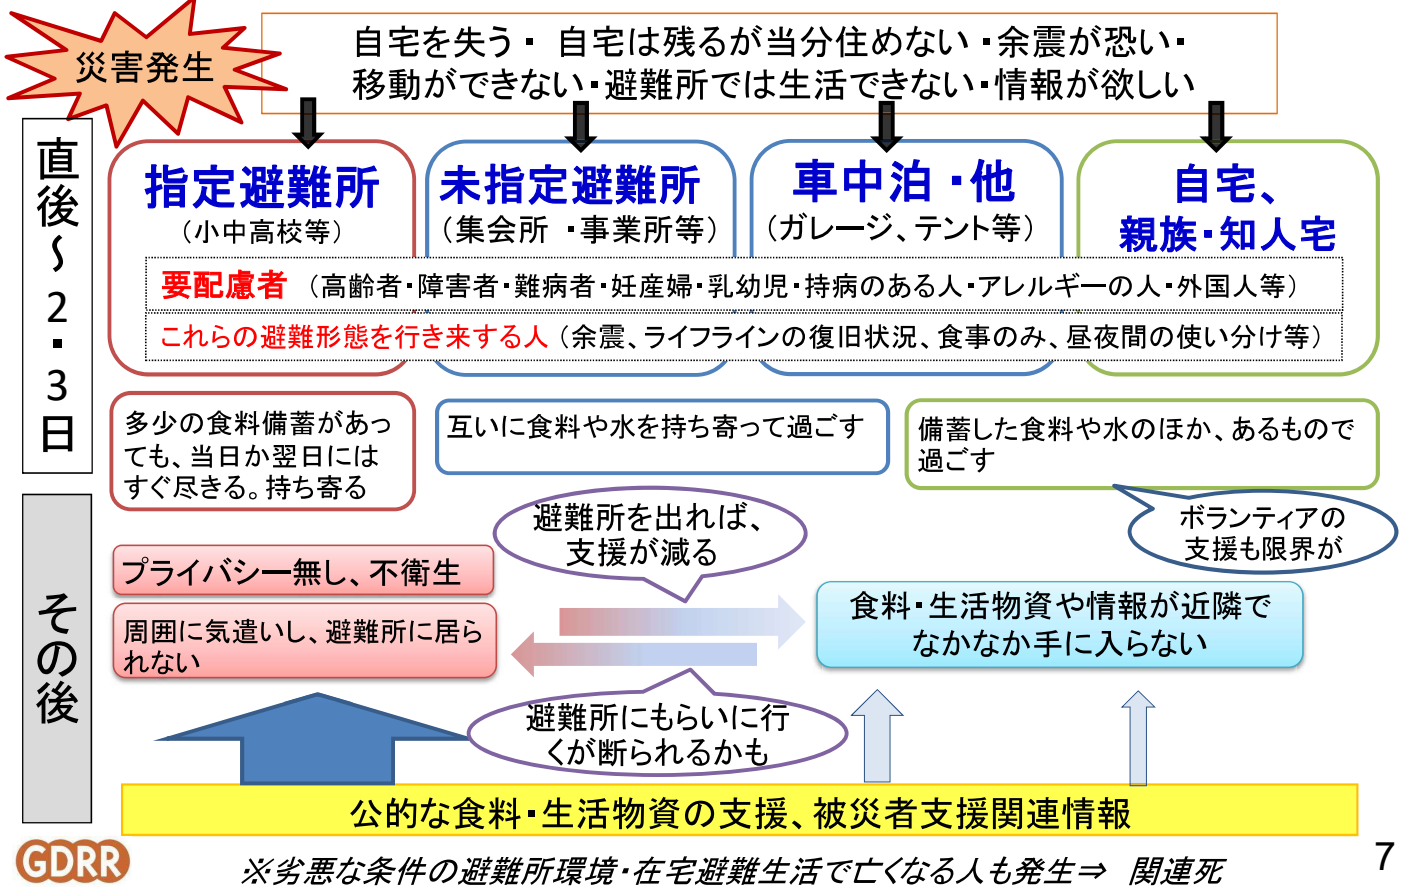 災害発生
自宅を失う・ 自宅は残るが当分住めない ・余震が恐い・
移動ができない・避難所では生活できない・情報が欲しい
直後～2・3日
指定避難所
（小中高校等）
未指定避難所
（集会所 ・事業所等）
車中泊 ・他
（ガレージ、テント等）
自宅、
親族・知人宅
要配慮者 （高齢者・障害者・難病者・妊産婦・乳幼児・持病のある人・アレルギーの人・外国人等）
これらの避難形態を行き来する人（余震、ライフラインの復旧状況、食事のみ、昼夜間の使い分け等）
多少の食料備蓄があっ
ても、当日か翌日には
すぐ尽きる。持ち寄る
互いに食料や水を持ち寄って過ごす
備蓄した食料や水のほか、あるもので
過ごす
その後
避難所を出れば、
支援が減る
ボランティアの
支援も限界が
プライバシー無し、不衛生
周囲に気遣いし、避難所に居ら
れない
食料・生活物資や情報が近隣で
なかなか手に入らない
避難所にもらいに行
くが断られるかも
公的な食料・生活物資の支援、被災者支援関連情報
GDRR
※劣悪な条件の避難所環境・在宅避難生活で亡くなる人も発生⇒ 関連死
7